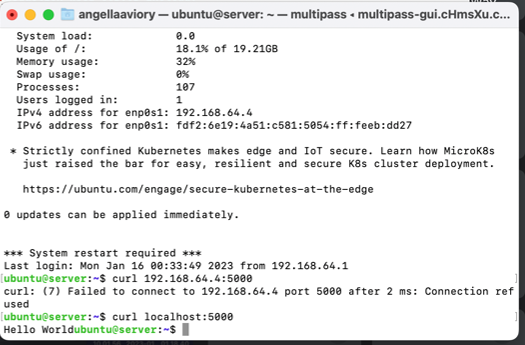 angellaaviory — ubuntu@server: ~ — multipass ◂ multipass-gui.cHmsXu.c...
System load:            0.0
Usage of /:             18.1% of 19.21GB
Memory usage:           32%
Swap usage:             0%
Processes:              107
Users logged in:        1
IPv4 address for enp0s1: 192.168.64.4
IPv6 address for enp0s1: fdf2:6e19:4a51:c581:5054:ff:feeb:dd27
* Strictly confined Kubernetes makes edge and IoT secure. Learn how MicroK8s
just raised the bar for easy, resilient and secure K8s cluster deployment.
https://ubuntu.com/engage/secure-kubernetes-at-the-edge
0 updates can be applied immediately.
*** System restart required ***
Last login: Mon Jan 16 00:33:49 2023 from 192.168.64.1
[ubuntu@server:~$ curl 192.168.64.4:5000 ]
curl: (7) Failed to connect to 192.168.64.4 port 5000 after 2 ms: Connection ref
used
[ubuntu@server:~$ curl localhost:5000 ]
Hello Worldubuntu@server:~$